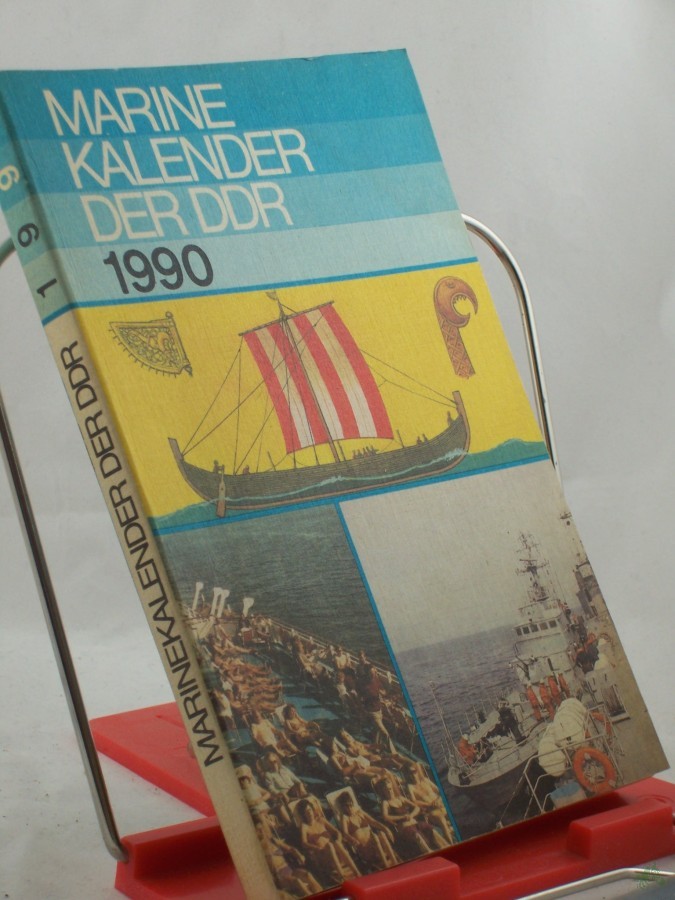 MARINE
KALENDER
DER DDR
1990
MARINEKALENDER DER DDR
1
9
9